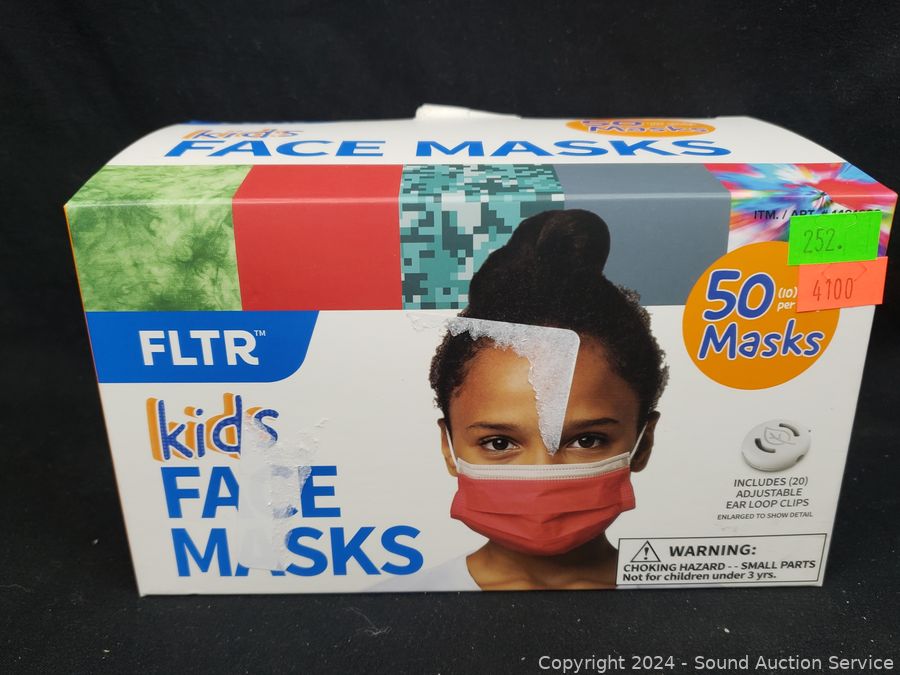 kids
FACE MASKS
50
Masks
ITM. / ART.
252.
4100
50 (10)
per
Masks
FLTR™
kids
FACE
MASKS
INCLUDES (20)
ADJUSTABLE
EAR LOOP CLIPS
ENLARGED TO SHOW DETAIL
WARNING:
CHOKING HAZARD - - SMALL PARTS
Not for children under 3 yrs.
Copyright 2024 - Sound Auction Service